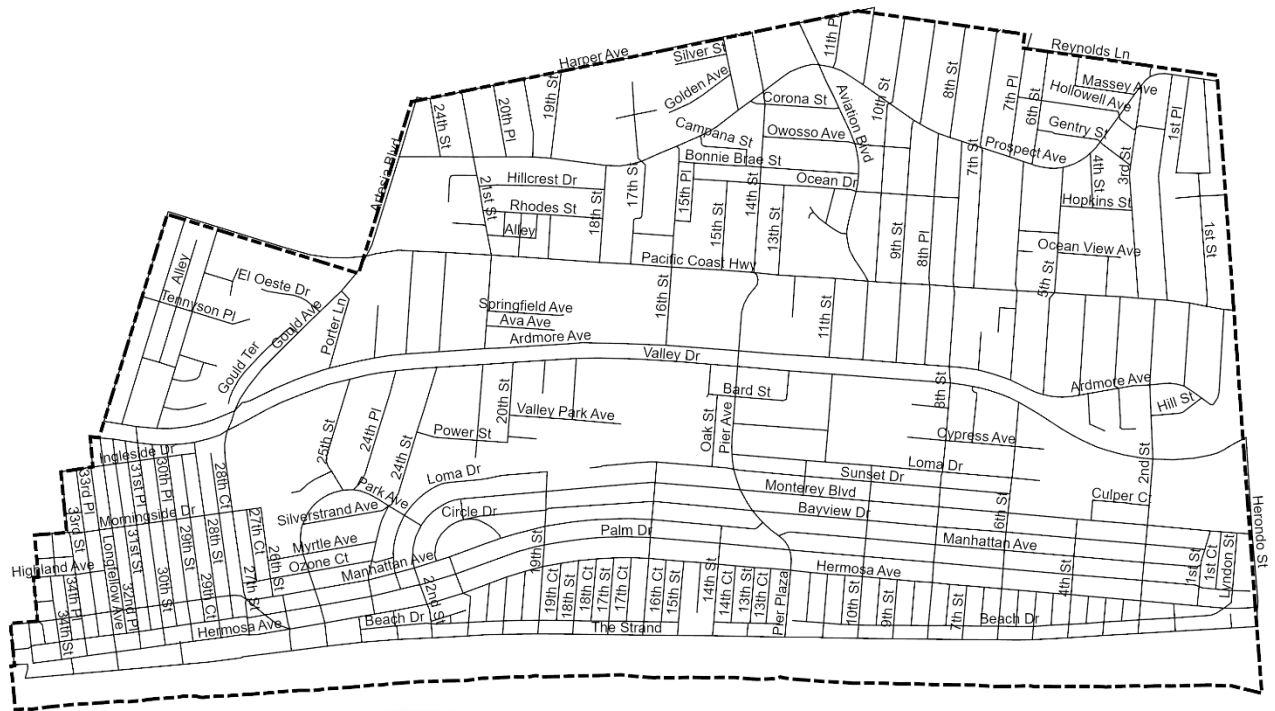 Reynolds Ln
11th Pl
Silver St
Harper Ave
Massey Ave
Hollowell Ave
Golden Ave
8th St
7th Pl
10th St
19th St
Corona St
Aviation Blvd
6th St
1st Pl
20th Pl
24th St
Campana St
Owosso Ave
Gentry St
Prospect Ave
Bonnie Brae St
7th St
4th St
3rd St
Artesia Blvd
Hillcrest Dr
Ocean Dr
17th St
15th Pl
14th St
Hopkins St
21st St
Rhodes St
18th St
15th St
13th St
Alley
9th St
8th Pl
Ocean View Ave
1st St
Pacific Coast Hwy
Alley
El Oeste Dr
5th St
Tennyson Pl
Gould Ave
Porter Ln
Springfield Ave
Ava Ave
16th St
11th St
Ardmore Ave
Valley Dr
Gould Ter
Ardmore Ave
Bard St
8th St
Hill St
20th St
Valley Park Ave
Oak St
Pier Ave
25th St
24th Pl
24th St
Power St
Cypress Ave
Ingleside Dr
Loma Dr
Sunset Dr
Loma Dr
2nd St
33rd Pl
31st Pl
30th Pl
28th Ct
Monterey Blvd
Culper Ct
Park Ave
Bayview Dr
6th St
Herondo St
Morningside Dr
Silverstrand Ave
Circle Dr
33rd St
31st St
29th St
28th St
27th Ct
Myrtle Ave
Palm Dr
Manhattan Ave
Ozone Ct
19th St
Highland Ave
Longfellow Ave
26th St
Manhattan Ave
Hermosa Ave
4th St
1st St
1st Ct
Lyndon St
34th Pl
32nd Pl
30th St
29th Ct
27th St
22nd St
19th Ct
18th St
18th Ct
17th St
17th Ct
16th Ct
15th St
14th St
14th Ct
13th St
13th Ct
Pier Plaza
10th St
9th St
7th St
34th St
Hermosa Ave
Beach Dr
The Strand
Beach Dr